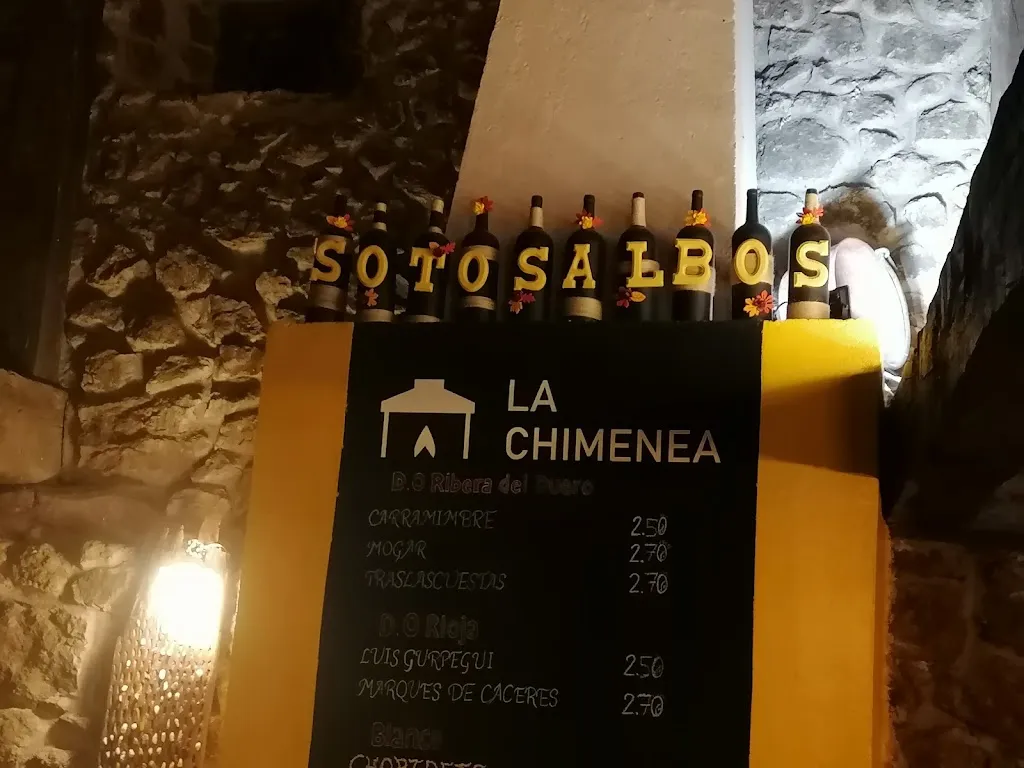 SOTOSALBOS
LA
CHIMENEA
D.O Ribera del Duero
CARRAMIMBRE 2.50
MOGAR 2.70
TRASLASCUESTAS 2.70
D.O Rioja
LUIS GURPEGUI 2.50
MARQUES DE CACERES 2.70
Blanco